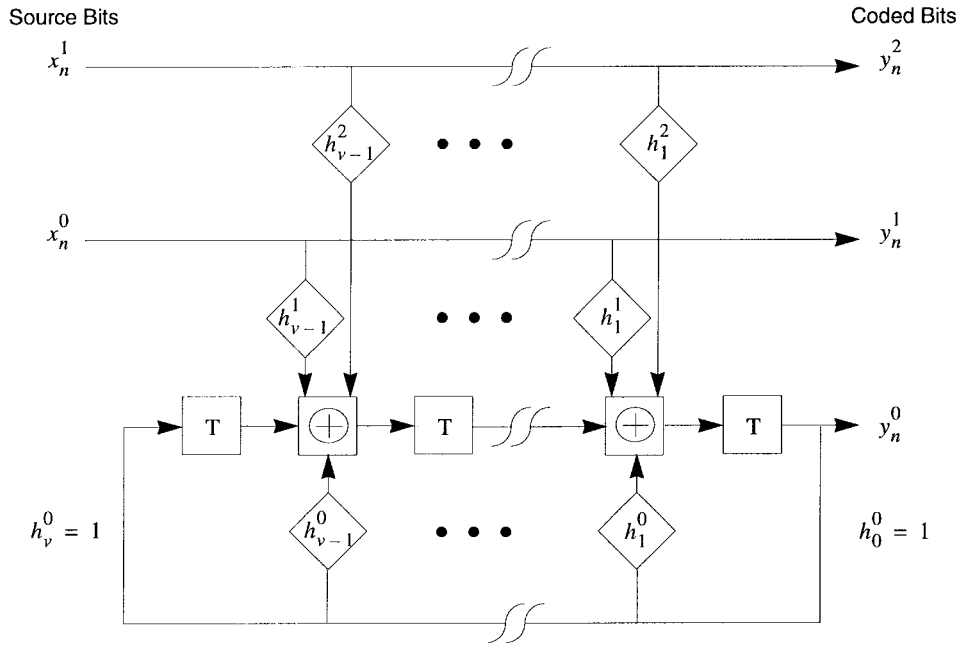 Source Bits Coded Bits
x_n^1 y_n^2
h_{v-1}^2 h_1^2
x_n^0 y_n^1
h_{v-1}^1 h_1^1
T + T + T y_n^0
h_v^0 = 1 h_{v-1}^0 h_1^0 h_0^0 = 1